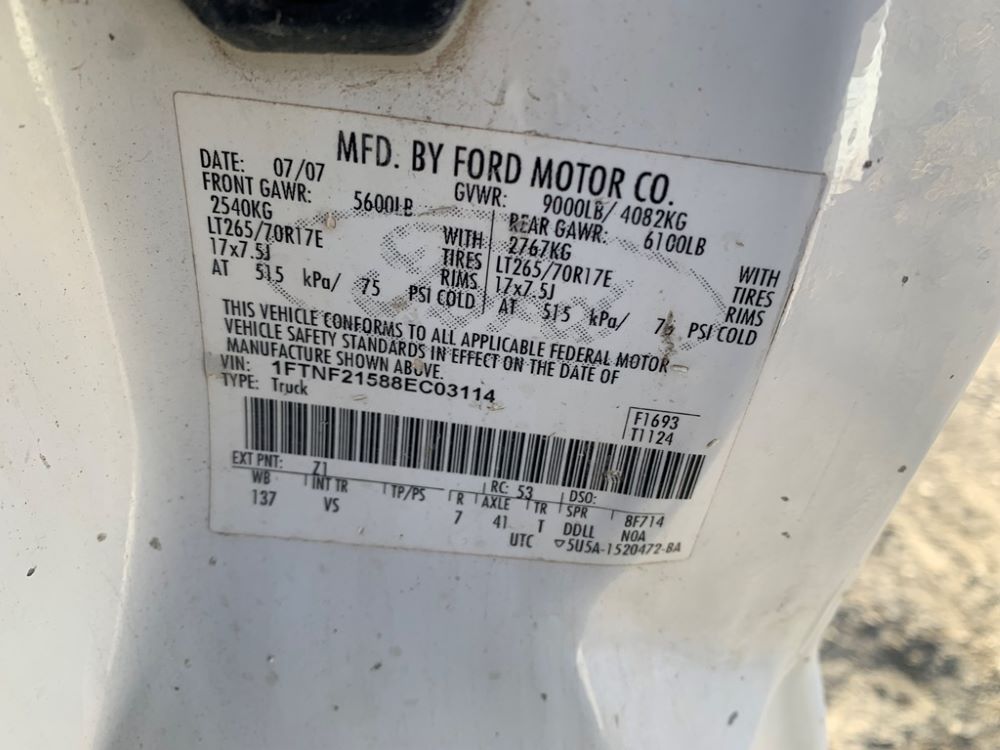 MFD. BY FORD MOTOR CO.
DATE: 07/07 GVWR: 9000LB/ 4082KG
FRONT GAWR: 5600LB REAR GAWR: 6100LB
2540KG WITH 2767KG WITH
LT265/70R17E TIRES LT265/70R17E TIRES
17x7.5J RIMS 17x7.5J RIMS
AT 515 kPa/ 75 PSI COLD AT 515 kPa/ PSI COLD
THIS VEHICLE CONFORMS TO ALL APPLICABLE FEDERAL MOTOR
VEHICLE SAFETY STANDARDS IN EFFECT ON THE DATE OF
MANUFACTURE SHOWN ABOVE.
VIN: 1FTNF21588EC03114
TYPE: Truck
F1693
T1124
EXT PNT: Z1 RC: 53 DSO:
WB INT TR TP/PS R AXLE TR SPR 8F714
137 VS 7 41 T DDLL N0A
UTC ▽5U5A-1520472-BA